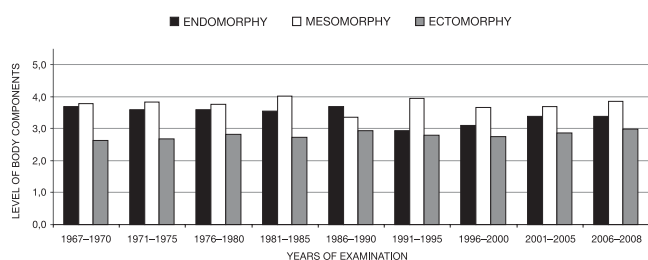 ENDOMORPHY MESOMORPHY ECTOMORPHY
LEVEL OF BODY COMPONENTS
5,0
4,0
3,0
2,0
1,0
0,0
1967–1970 1971–1975 1976–1980 1981–1985 1986–1990 1991–1995 1996–2000 2001–2005 2006–2008
YEARS OF EXAMINATION